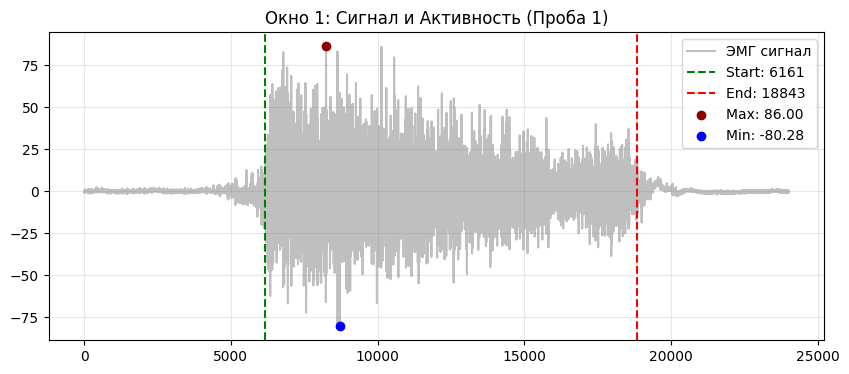 Окно 1: Сигнал и Активность (Проба 1)
ЭМГ сигнал
Start: 6161
End: 18843
Max: 86.00
Min: -80.28
75
50
25
0
−25
−50
−75
0 5000 10000 15000 20000 25000